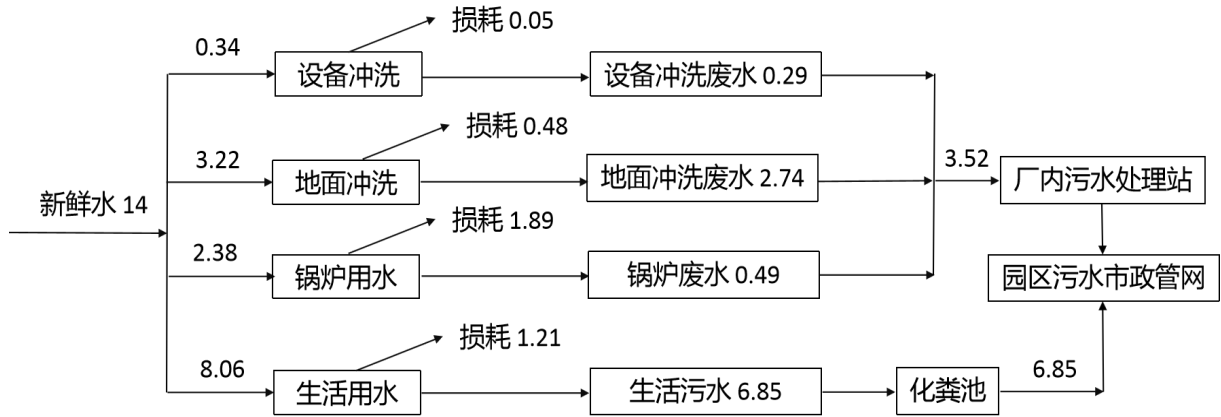 损耗 0.05
0.34
设备冲洗
设备冲洗废水 0.29
损耗 0.48
3.22
地面冲洗
地面冲洗废水 2.74
3.52
厂内污水处理站
新鲜水 14
损耗 1.89
2.38
锅炉用水
锅炉废水 0.49
园区污水市政管网
损耗 1.21
8.06
生活用水
生活污水 6.85
化粪池
6.85